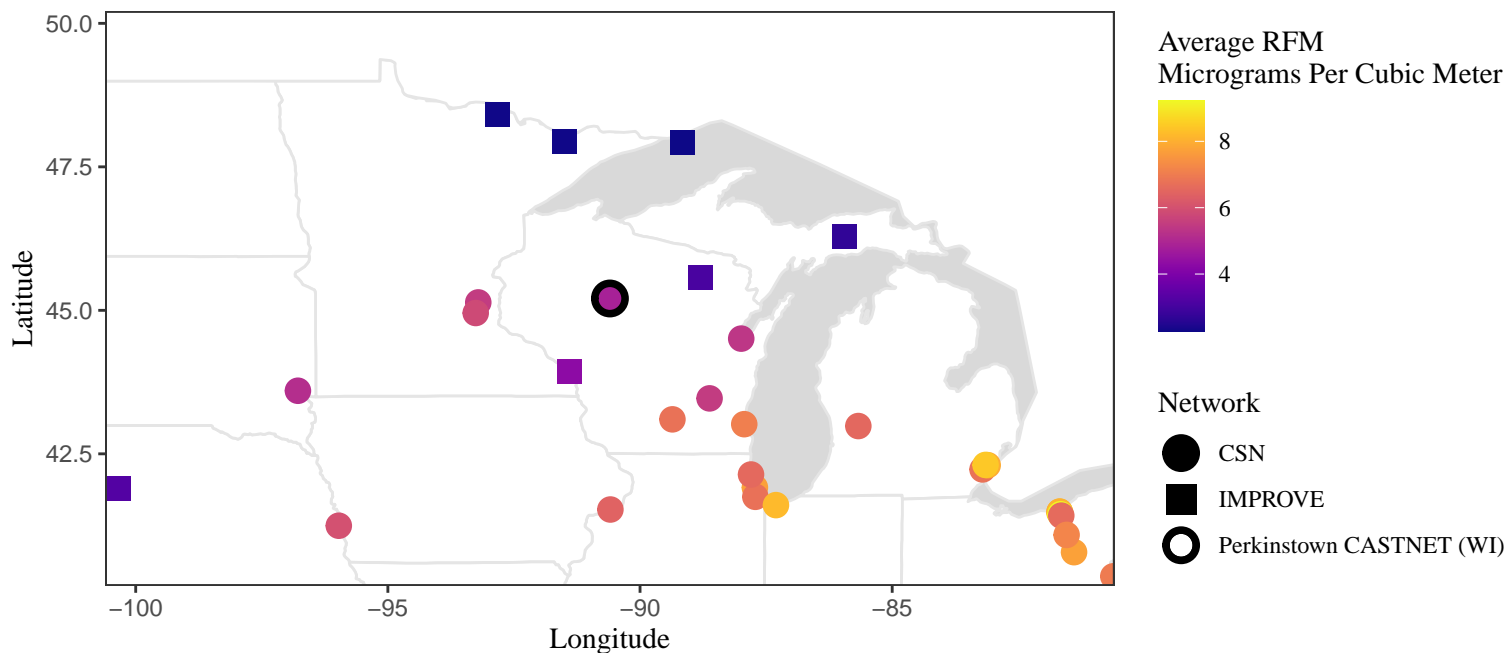 50.0
47.5
45.0
42.5
Latitude
−100
−95
−90
−85
Longitude
Average RFM
Micrograms Per Cubic Meter
8
6
4
Network
CSN
IMPROVE
Perkinstown CASTNET (WI)